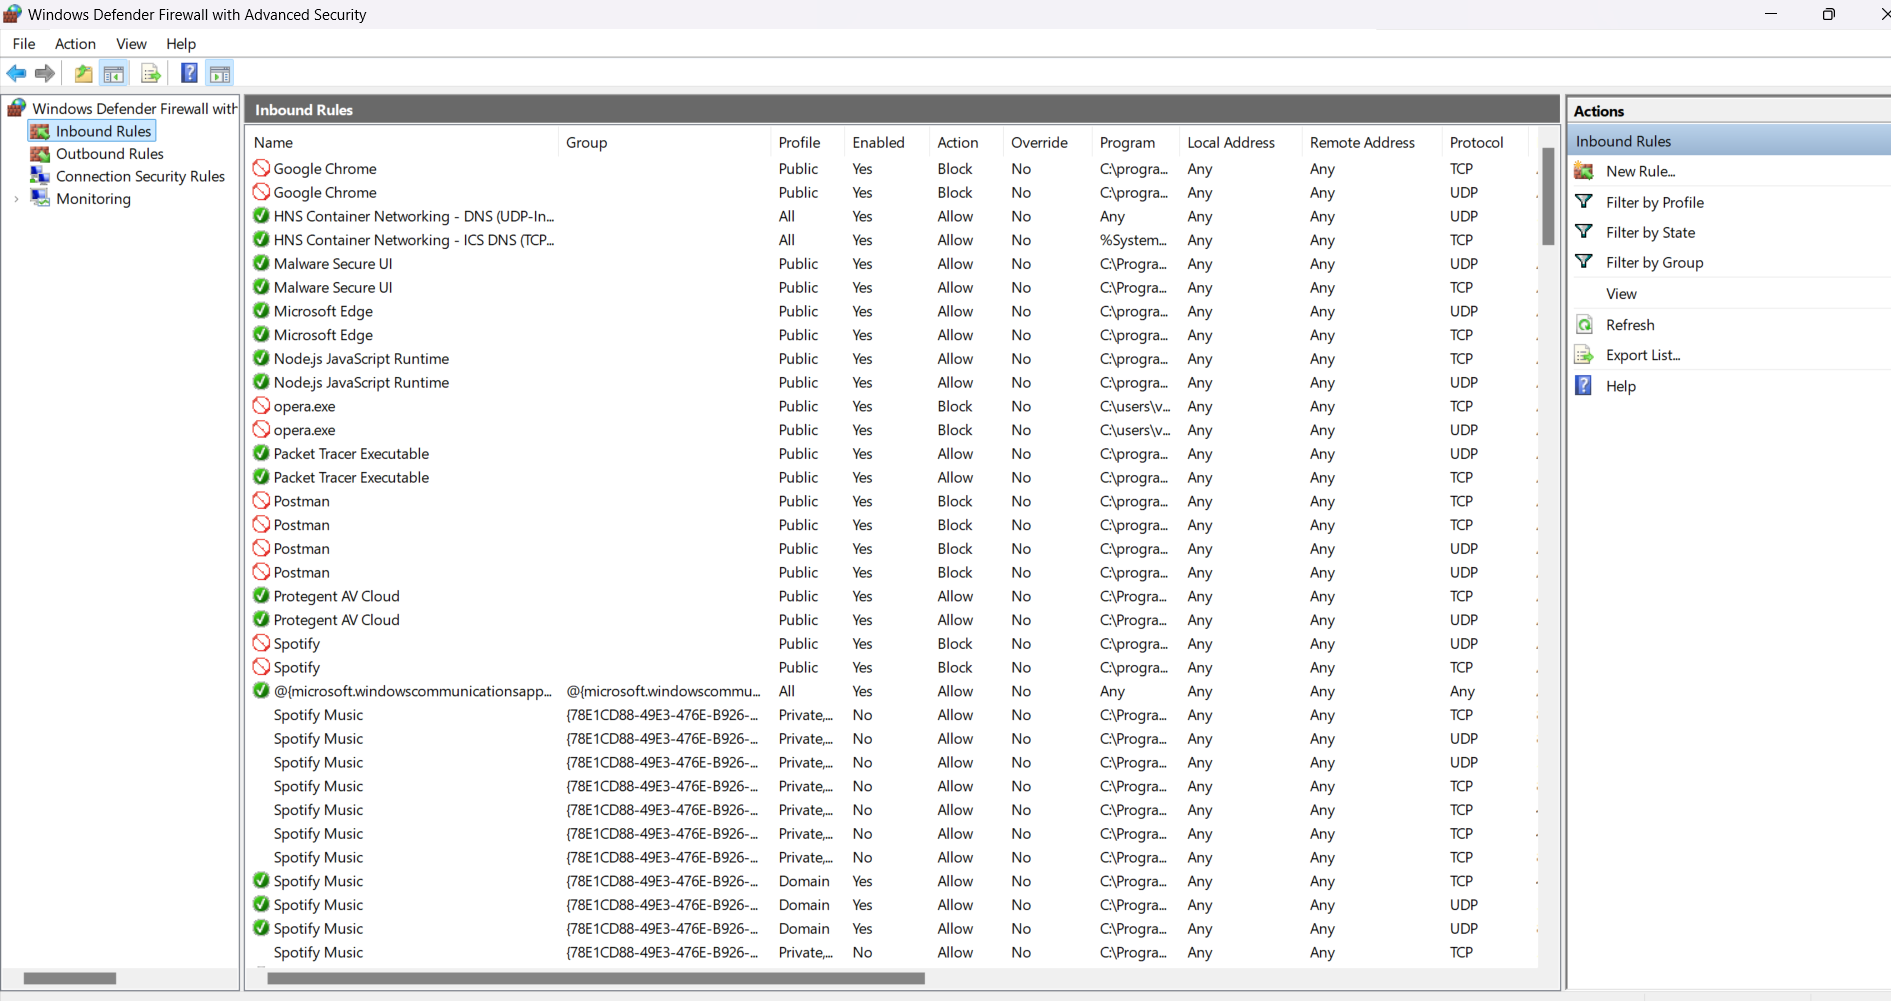 Windows Defender Firewall with Advanced Security
File Action View Help
Windows Defender Firewall with
Inbound Rules
Outbound Rules
Connection Security Rules
Monitoring
Inbound Rules
Name Group Profile Enabled Action Override Program Local Address Remote Address Protocol
Google Chrome Public Yes Block No C:\progra... Any Any TCP
Google Chrome Public Yes Block No C:\progra... Any Any UDP
HNS Container Networking - DNS (UDP-In... All Yes Allow No Any Any Any UDP
HNS Container Networking - ICS DNS (TCP... All Yes Allow No %System... Any Any TCP
Malware Secure UI Public Yes Allow No C:\Progra... Any Any UDP
Malware Secure UI Public Yes Allow No C:\Progra... Any Any TCP
Microsoft Edge Public Yes Allow No C:\progra... Any Any UDP
Microsoft Edge Public Yes Allow No C:\progra... Any Any TCP
Node.js JavaScript Runtime Public Yes Allow No C:\progra... Any Any TCP
Node.js JavaScript Runtime Public Yes Allow No C:\progra... Any Any UDP
opera.exe Public Yes Block No C:\users\v... Any Any TCP
opera.exe Public Yes Block No C:\users\v... Any Any UDP
Packet Tracer Executable Public Yes Allow No C:\progra... Any Any UDP
Packet Tracer Executable Public Yes Allow No C:\progra... Any Any TCP
Postman Public Yes Block No C:\progra... Any Any TCP
Postman Public Yes Block No C:\progra... Any Any TCP
Postman Public Yes Block No C:\progra... Any Any UDP
Postman Public Yes Block No C:\progra... Any Any UDP
Protegent AV Cloud Public Yes Allow No C:\Progra... Any Any TCP
Protegent AV Cloud Public Yes Allow No C:\Progra... Any Any UDP
Spotify Public Yes Block No C:\progra... Any Any UDP
Spotify Public Yes Block No C:\progra... Any Any TCP
@{microsoft.windowscommunicationsapp... @{microsoft.windowscommu... All Yes Allow No Any Any Any Any
Spotify Music {78E1CD88-49E3-476E-B926-... Private,... No Allow No C:\Progra... Any Any TCP
Spotify Music {78E1CD88-49E3-476E-B926-... Private,... No Allow No C:\Progra... Any Any UDP
Spotify Music {78E1CD88-49E3-476E-B926-... Private,... No Allow No C:\Progra... Any Any UDP
Spotify Music {78E1CD88-49E3-476E-B926-... Private,... No Allow No C:\Progra... Any Any TCP
Spotify Music {78E1CD88-49E3-476E-B926-... Private,... No Allow No C:\Progra... Any Any TCP
Spotify Music {78E1CD88-49E3-476E-B926-... Private,... No Allow No C:\Progra... Any Any TCP
Spotify Music {78E1CD88-49E3-476E-B926-... Private,... No Allow No C:\Progra... Any Any TCP
Spotify Music {78E1CD88-49E3-476E-B926-... Domain Yes Allow No C:\Progra... Any Any TCP
Spotify Music {78E1CD88-49E3-476E-B926-... Domain Yes Allow No C:\Progra... Any Any UDP
Spotify Music {78E1CD88-49E3-476E-B926-... Domain Yes Allow No C:\Progra... Any Any UDP
Spotify Music {78E1CD88-49E3-476E-B926-... Private,... No Allow No C:\Progra... Any Any TCP
Actions
Inbound Rules
New Rule...
Filter by Profile
Filter by State
Filter by Group
View
Refresh
Export List...
Help